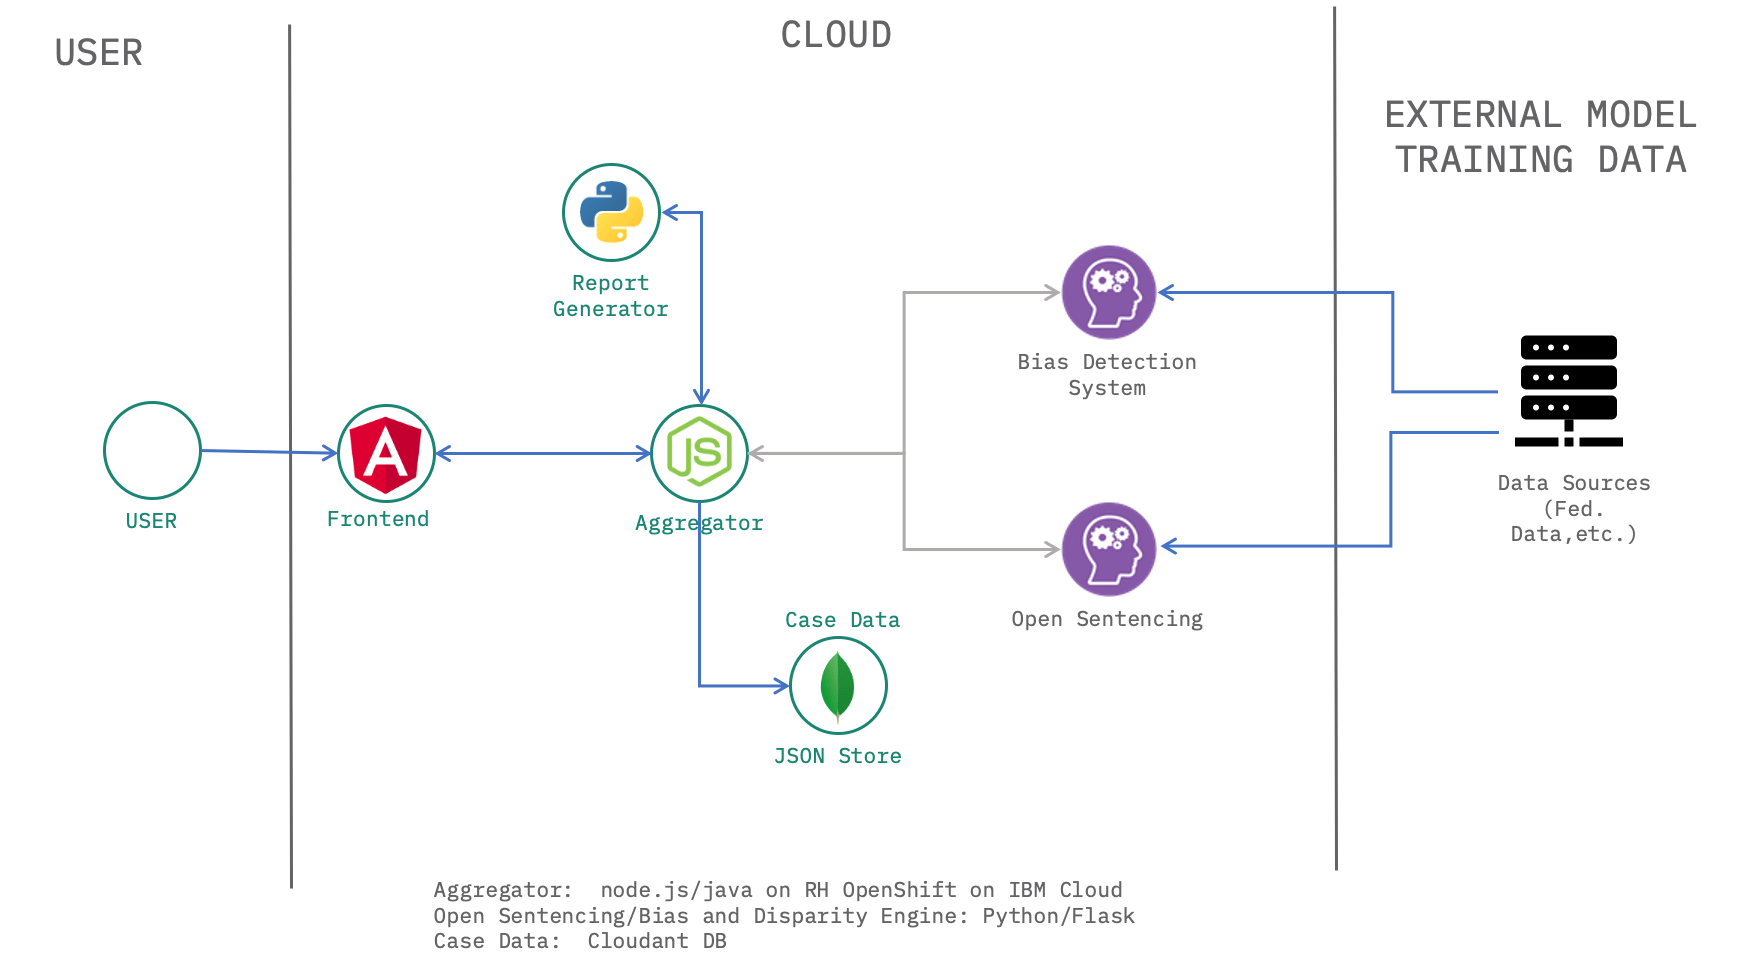 USER
CLOUD
EXTERNAL MODEL
TRAINING DATA
Report
Generator
Bias Detection
System
JS
USER
Frontend
Aggregator
Data Sources
(Fed.
Data,etc.)
Case Data
Open Sentencing
JSON Store
Aggregator:  node.js/java on RH OpenShift on IBM Cloud
Open Sentencing/Bias and Disparity Engine: Python/Flask
Case Data:  Cloudant DB